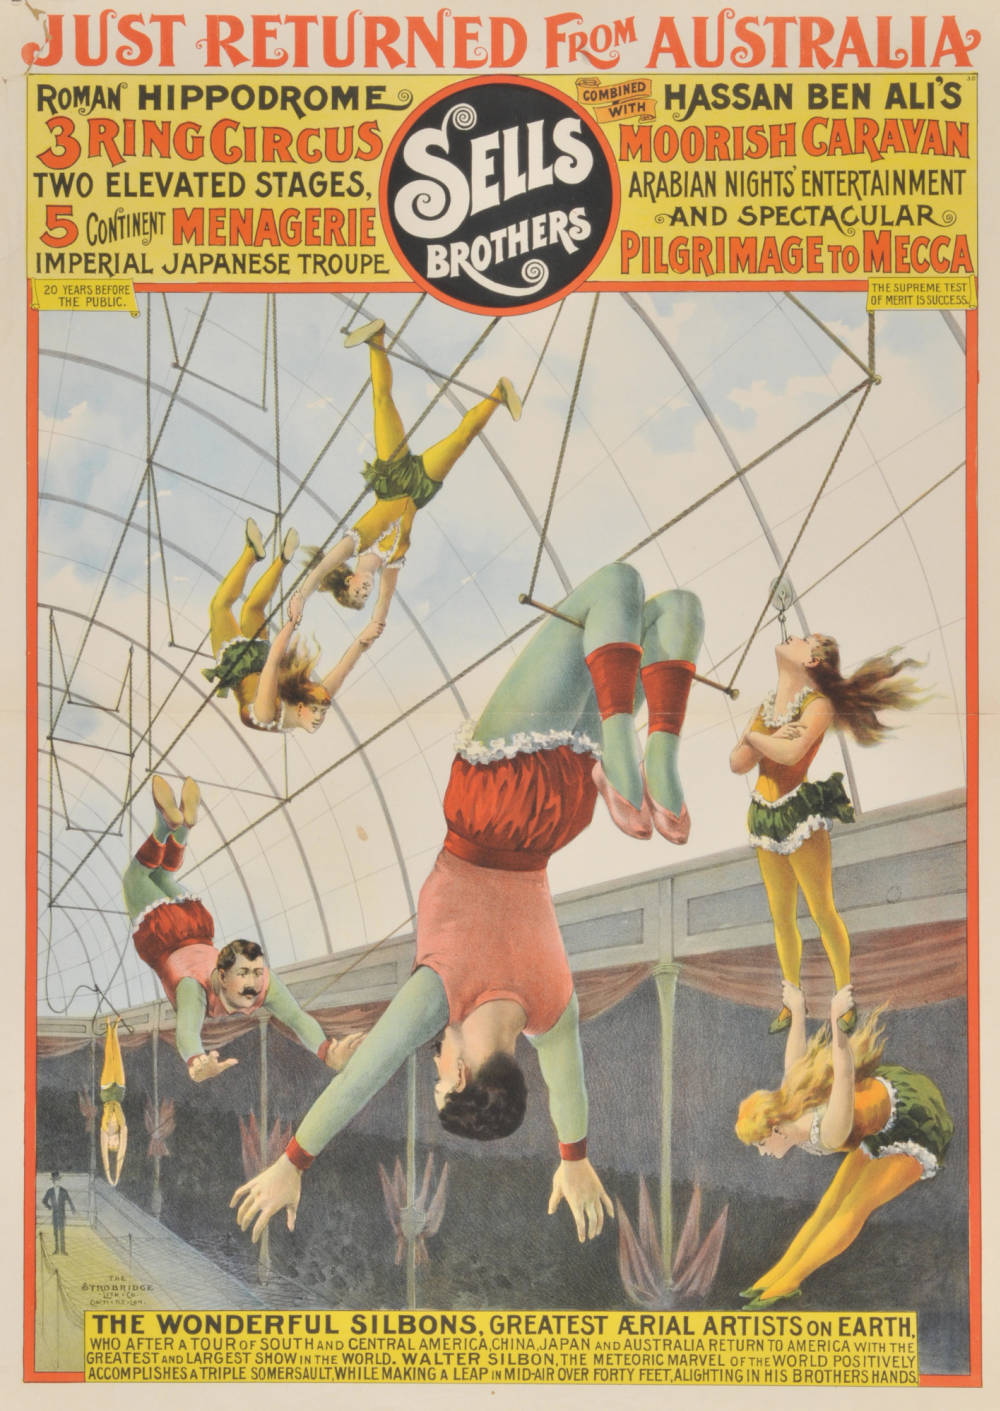 JUST RETURNED FROM AUSTRALIA
ROMAN HIPPODROME
3 RING CIRCUS
TWO ELEVATED STAGES,
5 CONTINENT MENAGERIE
IMPERIAL JAPANESE TROUPE
20 YEARS BEFORE
THE PUBLIC.
SELLS
BROTHERS
COMBINED
WITH
HASSAN BEN ALI'S
MOORISH CARAVAN
ARABIAN NIGHTS' ENTERTAINMENT
AND SPECTACULAR
PILGRIMAGE TO MECCA
THE SUPREME TEST
OF MERIT IS SUCCESS.
THE
STROBRIDGE
LITH. CO.
THE WONDERFUL SILBONS, GREATEST ÆRIAL ARTISTS ON EARTH,
WHO AFTER A TOUR OF SOUTH AND CENTRAL AMERICA, CHINA, JAPAN AND AUSTRALIA RETURN TO AMERICA WITH THE
GREATEST AND LARGEST SHOW IN THE WORLD. WALTER SILBON, THE METEORIC MARVEL OF THE WORLD POSITIVELY
ACCOMPLISHES A TRIPLE SOMERSAULT, WHILE MAKING A LEAP IN MID-AIR OVER FORTY FEET, ALIGHTING IN HIS BROTHERS HANDS.